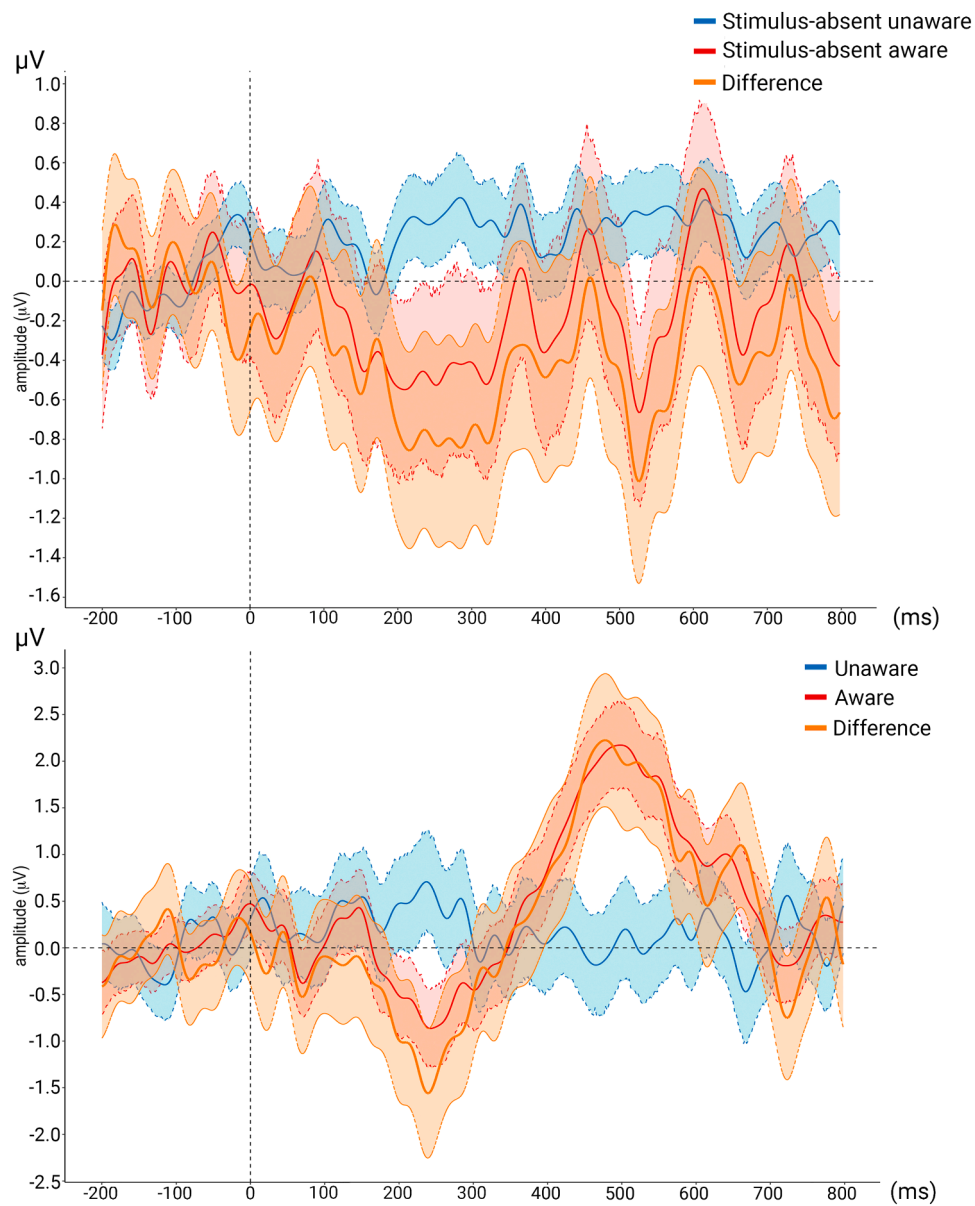 Stimulus-absent unaware
Stimulus-absent aware
Difference
µV
1.0
0.8
0.6
0.4
0.2
0.0
-0.2
-0.4
-0.6
-0.8
-1.0
-1.2
-1.4
-1.6
amplitude (µV)
-200 -100 0 100 200 300 400 500 600 700 800 (ms)
µV
Unaware
Aware
Difference
3.0
2.5
2.0
1.5
1.0
0.5
0.0
-0.5
-1.0
-1.5
-2.0
-2.5
amplitude (µV)
-200 -100 0 100 200 300 400 500 600 700 800 (ms)